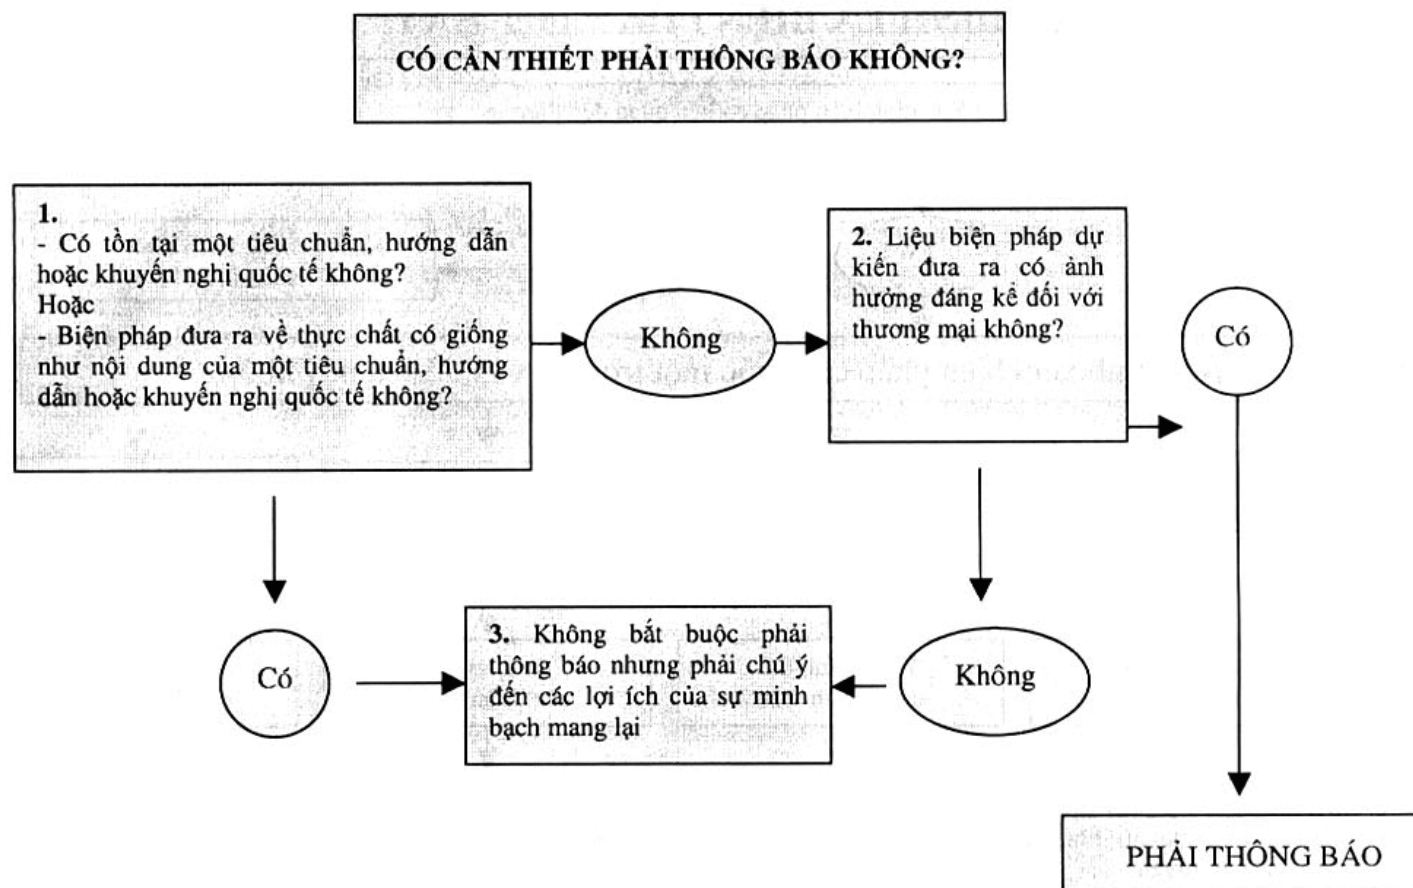 CÓ CẦN THIẾT PHẢI THÔNG BÁO KHÔNG?
1.
- Có tồn tại một tiêu chuẩn, hướng dẫn
hoặc khuyến nghị quốc tế không?
Hoặc
- Biện pháp đưa ra về thực chất có giống
như nội dung của một tiêu chuẩn, hướng
dẫn hoặc khuyến nghị quốc tế không?
Không
2. Liệu biện pháp dự
kiến đưa ra có ảnh
hưởng đáng kể đối với
thương mại không?
Có
Có
3. Không bắt buộc phải
thông báo nhưng phải chú ý
đến các lợi ích của sự minh
bạch mang lại
Không
PHẢI THÔNG BÁO